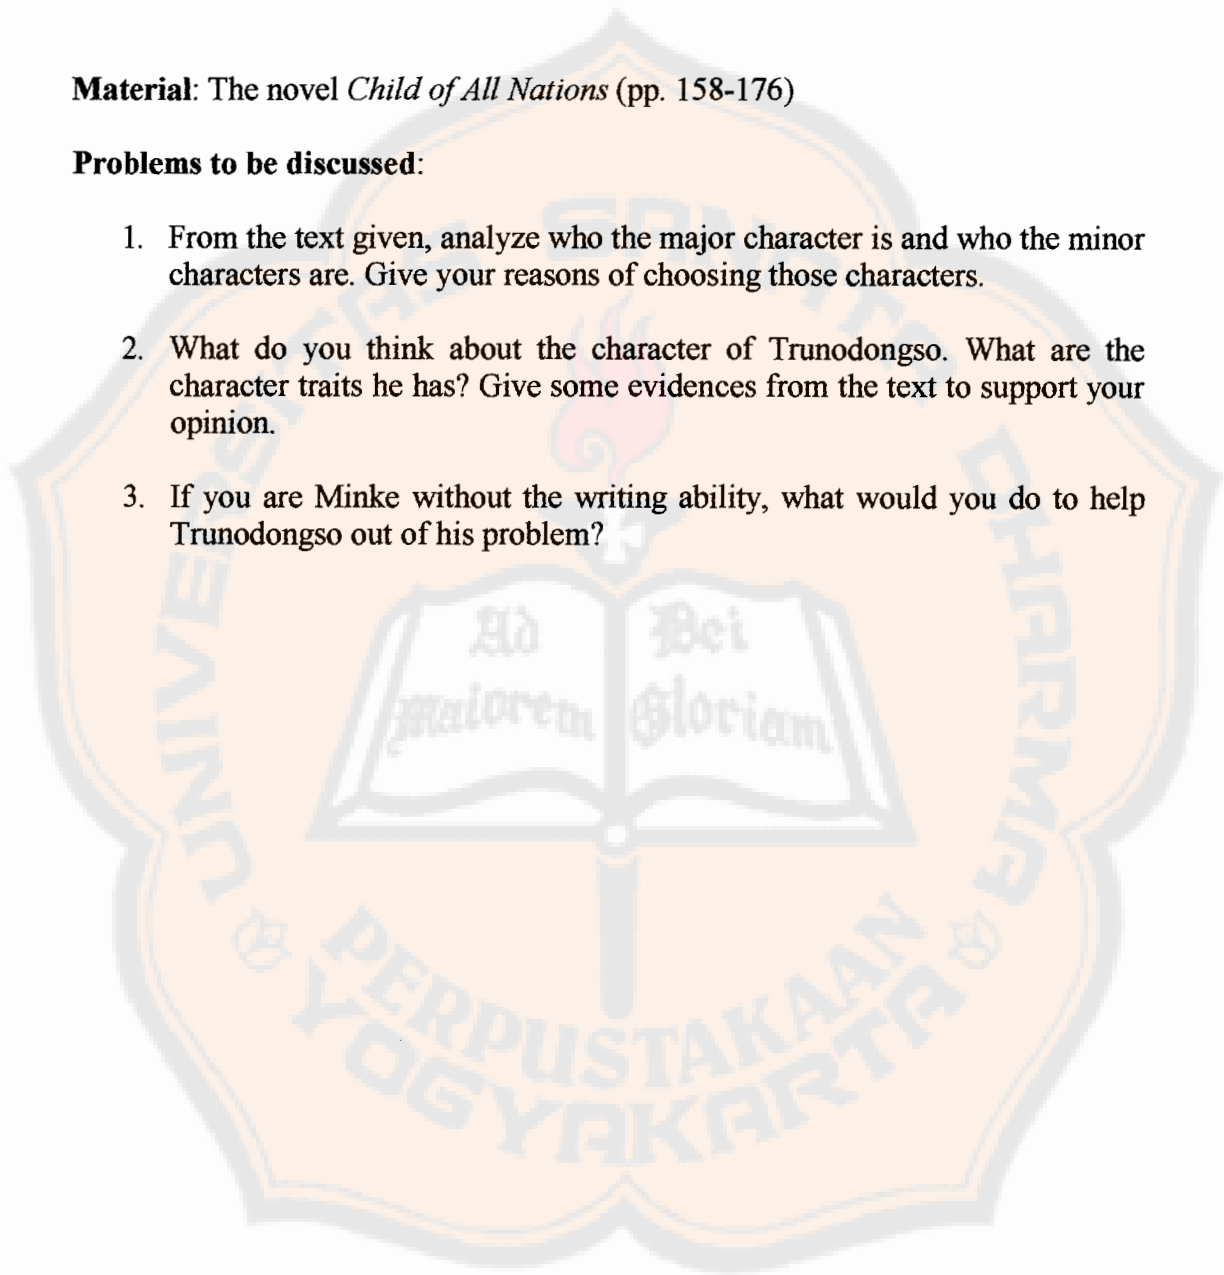 Material: The novel Child of All Nations (pp. 158-176)
Problems to be discussed:
1. From the text given, analyze who the major character is and who the minor
characters are. Give your reasons of choosing those characters.
2. What do you think about the character of Trunodongso. What are the
character traits he has? Give some evidences from the text to support your
opinion.
3. If you are Minke without the writing ability, what would you do to help
Trunodongso out of his problem?
UNIVERSITAS SANATA DHARMA
Ad
Dei
maiorem
Gloriam
PERPUSTAKAAN
YOGYAKARTA